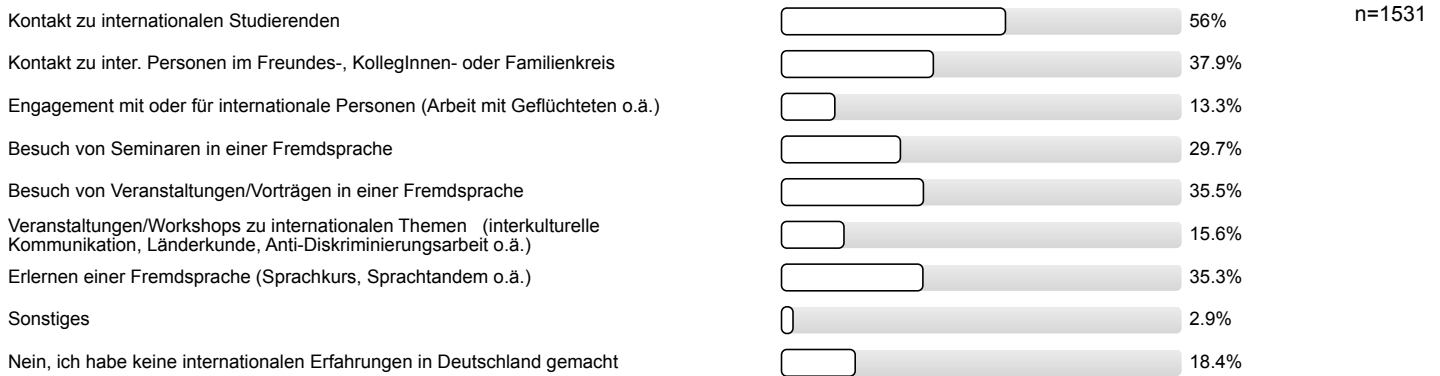 Kontakt zu internationalen Studierenden 56% n=1531
Kontakt zu inter. Personen im Freundes-, KollegInnen- oder Familienkreis 37.9%
Engagement mit oder für internationale Personen (Arbeit mit Geflüchteten o.ä.) 13.3%
Besuch von Seminaren in einer Fremdsprache 29.7%
Besuch von Veranstaltungen/Vorträgen in einer Fremdsprache 35.5%
Veranstaltungen/Workshops zu internationalen Themen (interkulturelle
Kommunikation, Länderkunde, Anti-Diskriminierungsarbeit o.ä.) 15.6%
Erlernen einer Fremdsprache (Sprachkurs, Sprachtandem o.ä.) 35.3%
Sonstiges 2.9%
Nein, ich habe keine internationalen Erfahrungen in Deutschland gemacht 18.4%